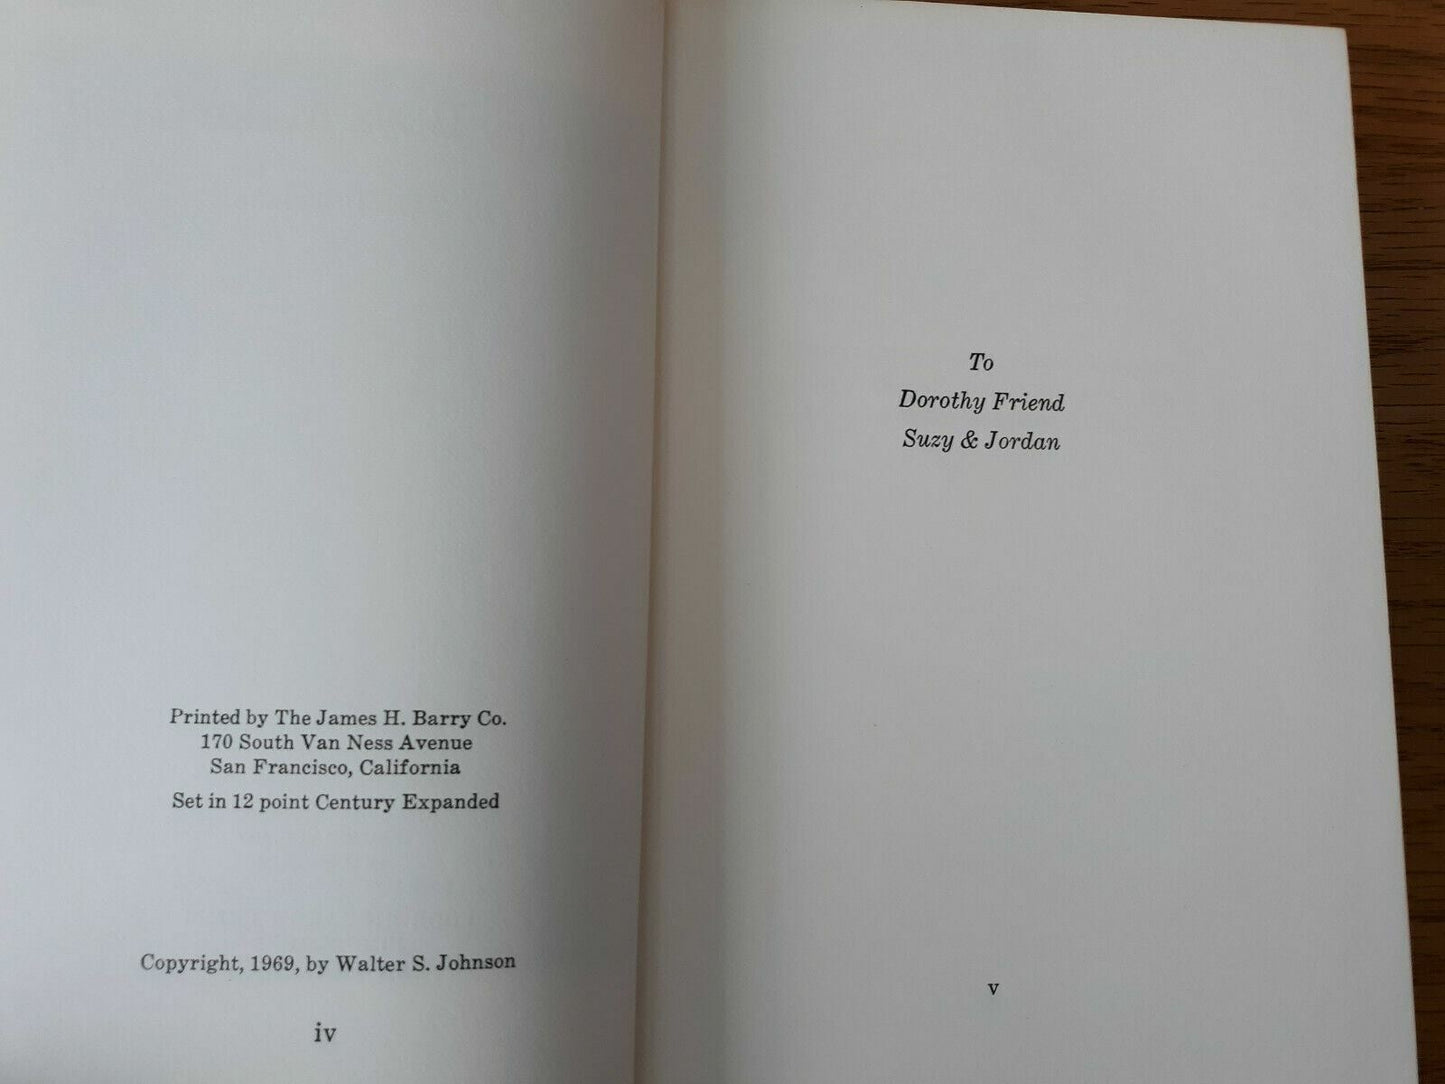 Printed by The James H. Barry Co.
170 South Van Ness Avenue
San Francisco, California
Set in 12 point Century Expanded
Copyright, 1969, by Walter S. Johnson
iv
To
Dorothy Friend
Suzy & Jordan
v